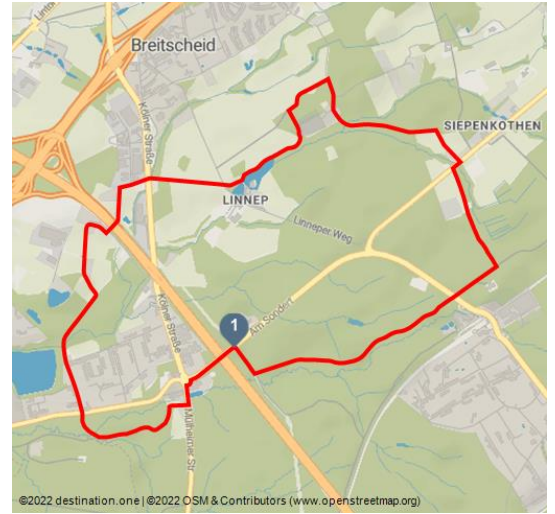 Breitscheid
Kölner Straße
SIEPENKOTHEN
LINNEP
Linneper Weg
1
Am Sondert
Kölner Straße
Mülheimer Str
©2022 destination.one | ©2022 OSM & Contributors (www.openstreetmap.org)